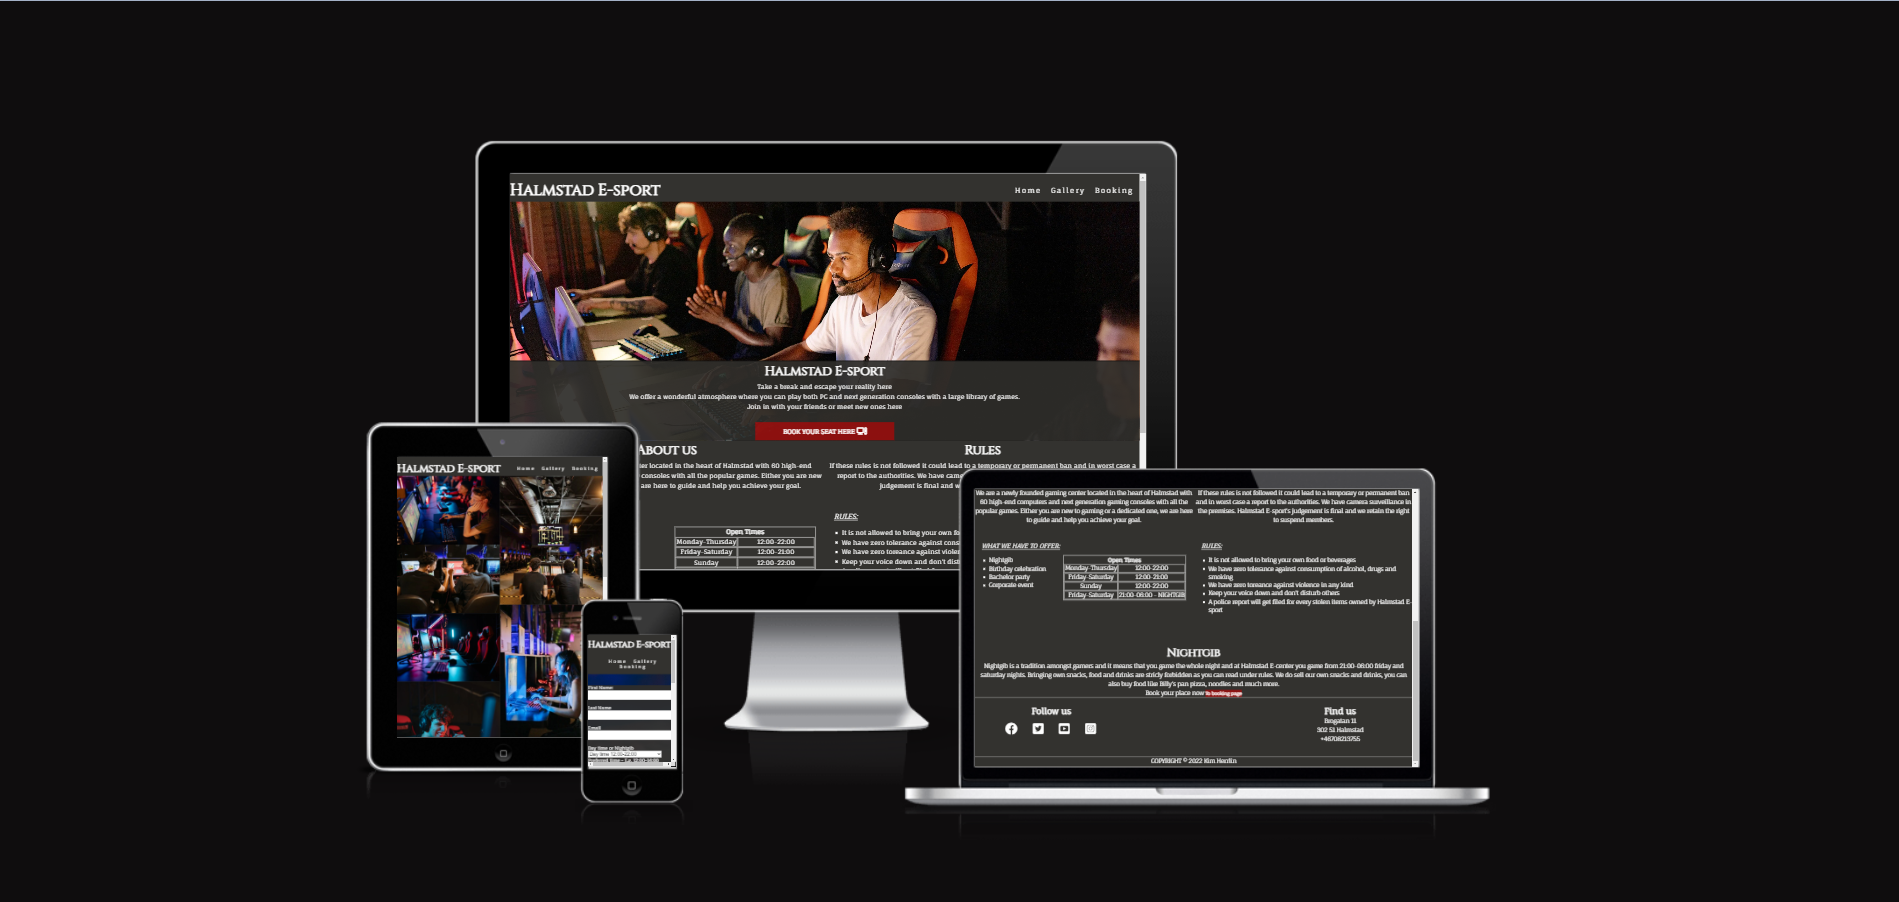 HALMSTAD E-SPORT
Home Gallery Booking
HALMSTAD E-SPORT
Take a break and escape your reality here
We offer a wonderful atmosphere where you can play both PC and next generation consoles with a large library of games.
Join in with your friends or meet new ones here
BOOK YOUR SEAT HERE
ABOUT US
located in the heart of Halmstad with 60 high-end
consoles with all the popular games. Either you are new
are here to guide and help you achieve your goal.
Open Times
Monday-Thursday 12:00-22:00
Friday-Saturday 12:00-21:00
Sunday 12:00-22:00
RULES
If these rules is not followed it could lead to a temporary or permanent ban and in worst case a
report to the authorities. We have
judgement is final and
RULES:
It is not allowed to bring your own
We have zero tolerance against
We have zero toreance against
Keep your voice down and don't
HALMSTAD E-SPORT
Home Gallery Booking
HALMSTAD E-SPORT
Home Gallery
Booking
First Name
Last Name
Email
Day time or Nightgib
Day time 12:00-22:00
We are a newly founded gaming center located in the heart of Halmstad with
60 high-end computers and next generation gaming consoles with all the
popular games. Either you are new to gaming or a dedicated one, we are here
to guide and help you achieve your goal.
If these rules is not followed it could lead to a temporary or permanent ban
and in worst case a report to the authorities. We have camera surveillance in
the premises. Halmstad E-sport's judgement is final and we retain the right
to suspend members.
WHAT WE HAVE TO OFFER:
Nightgib
Birthday celebration
Bachelor party
Corporate event
Open Times
Monday-Thursday 12:00-22:00
Friday-Saturday 12:00-21:00
Sunday 12:00-22:00
Friday-Saturday 21:00-06:00 - NIGHTGIB
RULES:
It is not allowed to bring your own food or beverages
We have zero tolerance against consumption of alcohol, drugs and
smoking
We have zero toreance against violence in any kind
Keep your voice down and don't disturb others
A police report will get filed for every stolen items owned by Halmstad E-
sport
NIGHTGIB
Nightgib is a tradition amongst gamers and it means that you game the whole night and at Halmstad E-center you game from 21:00-06:00 friday and
saturday nights. Bringing own snacks, food and drinks are stricly forbidden as you can read under rules. We do sell our own snacks and drinks, you can
also buy food like Billy's pan pizza, noodles and much more.
Book your place now to booking page
Follow us
Find us
Brogatan 11
302 51 Halmstad
+46708213755
COPYRIGHT © 2022 Kim Hentin